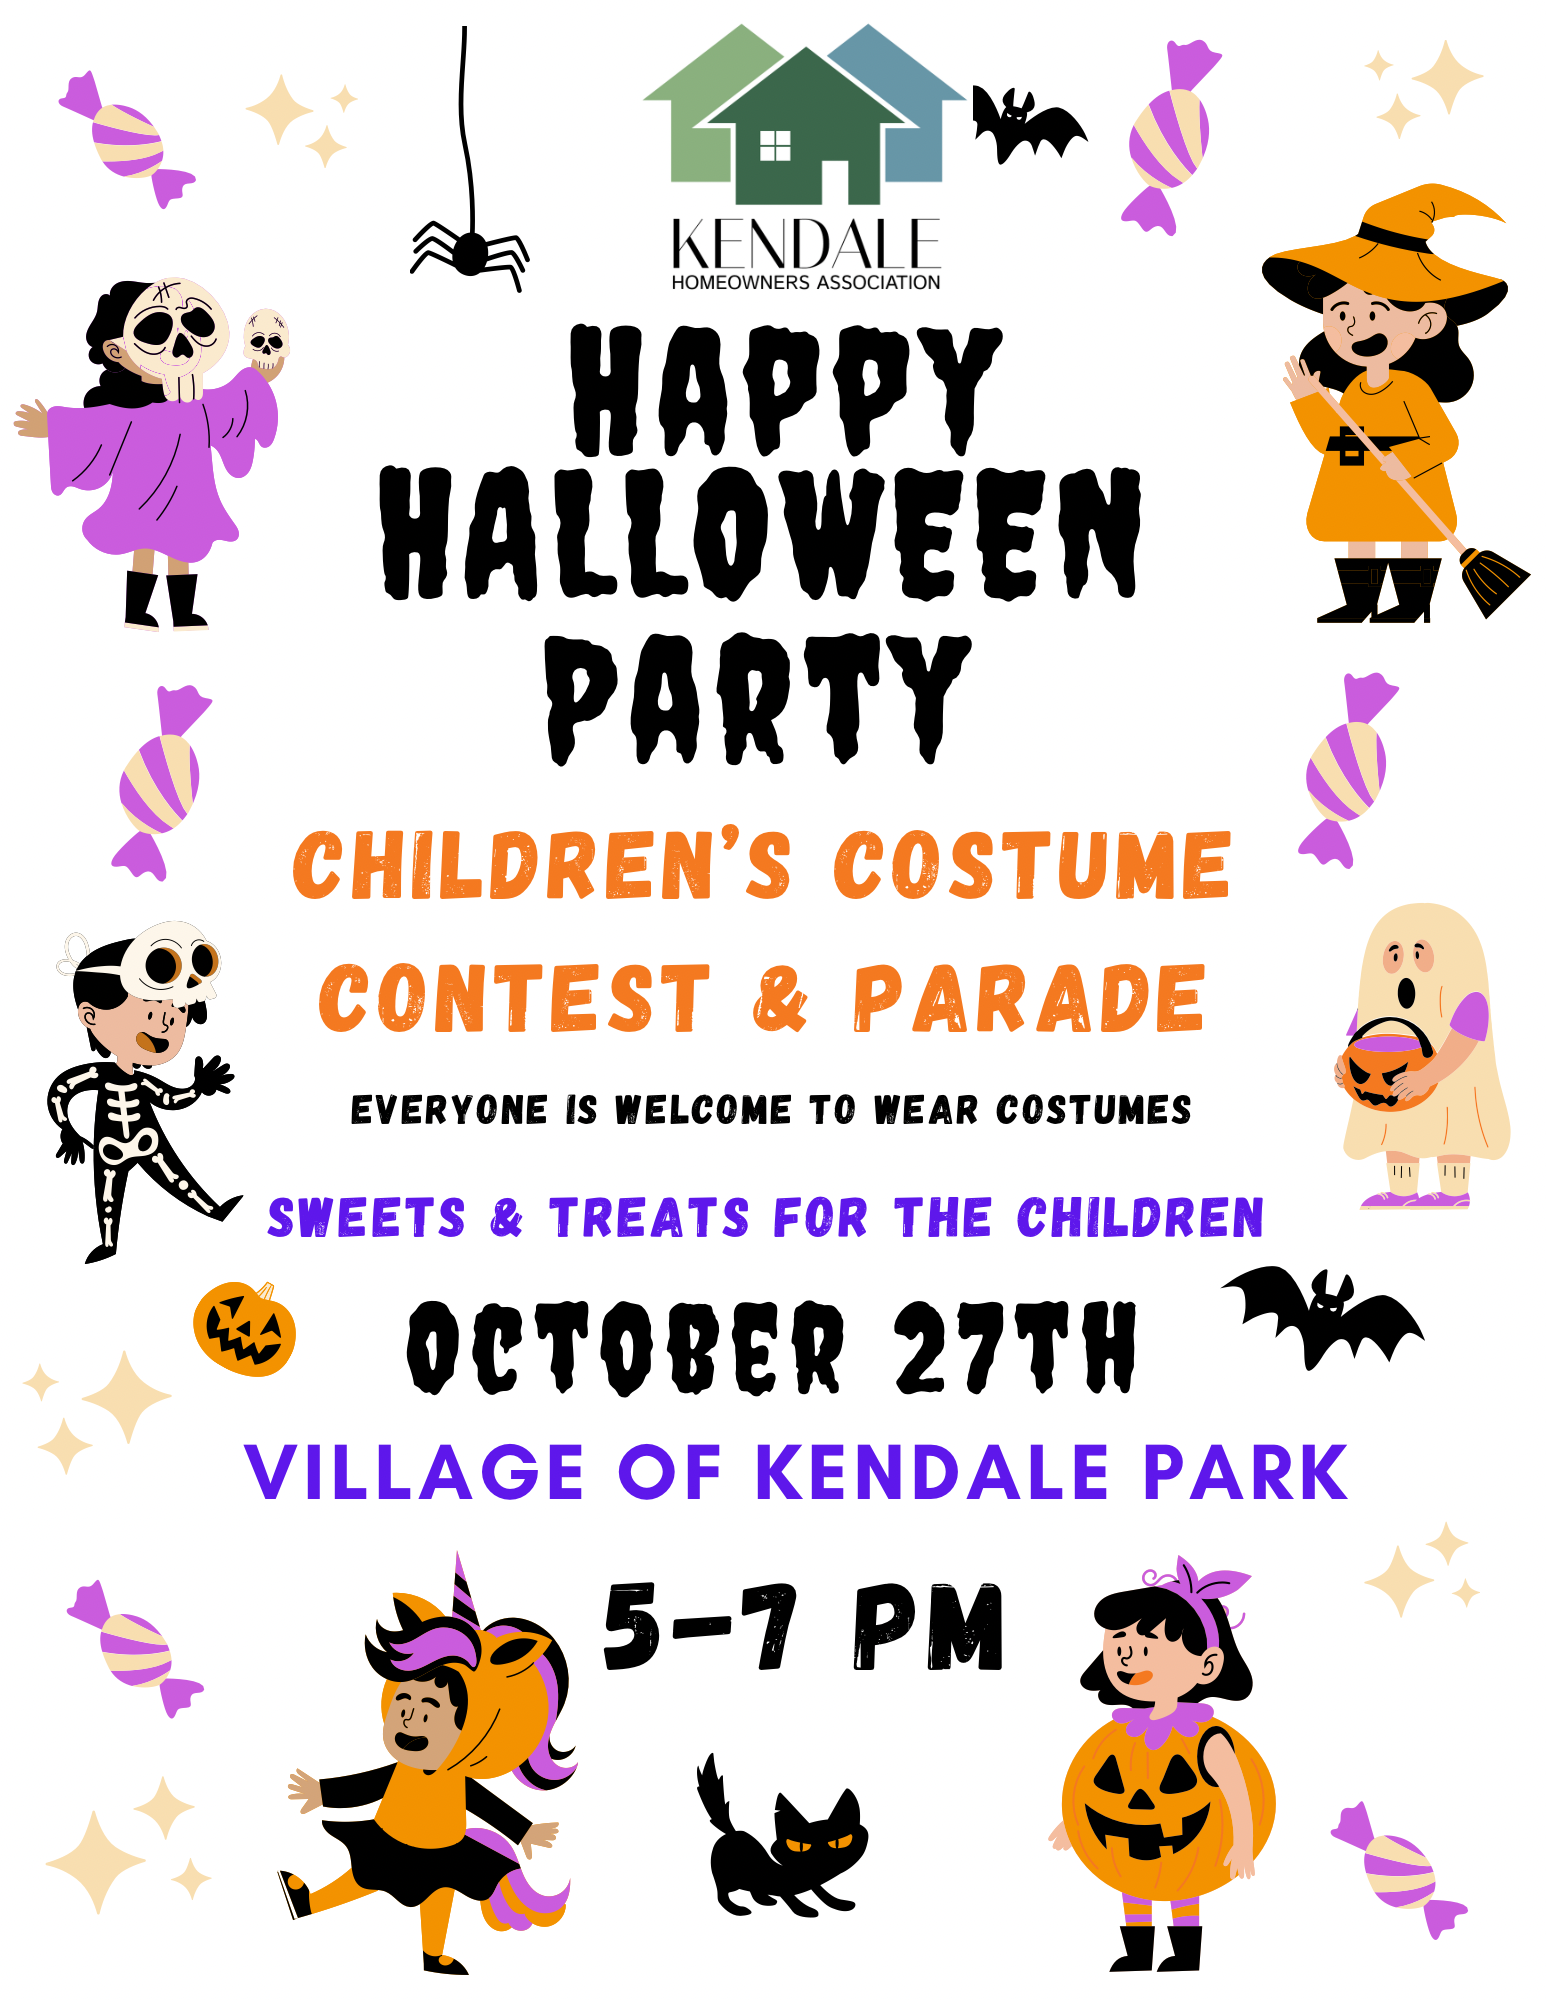 KENDALE
HOMEOWNERS ASSOCIATION
HAPPY
HALLOWEEN
PARTY
CHILDREN'S COSTUME
CONTEST & PARADE
EVERYONE IS WELCOME TO WEAR COSTUMES
SWEETS & TREATS FOR THE CHILDREN
OCTOBER 27TH
VILLAGE OF KENDALE PARK
5-7 PM